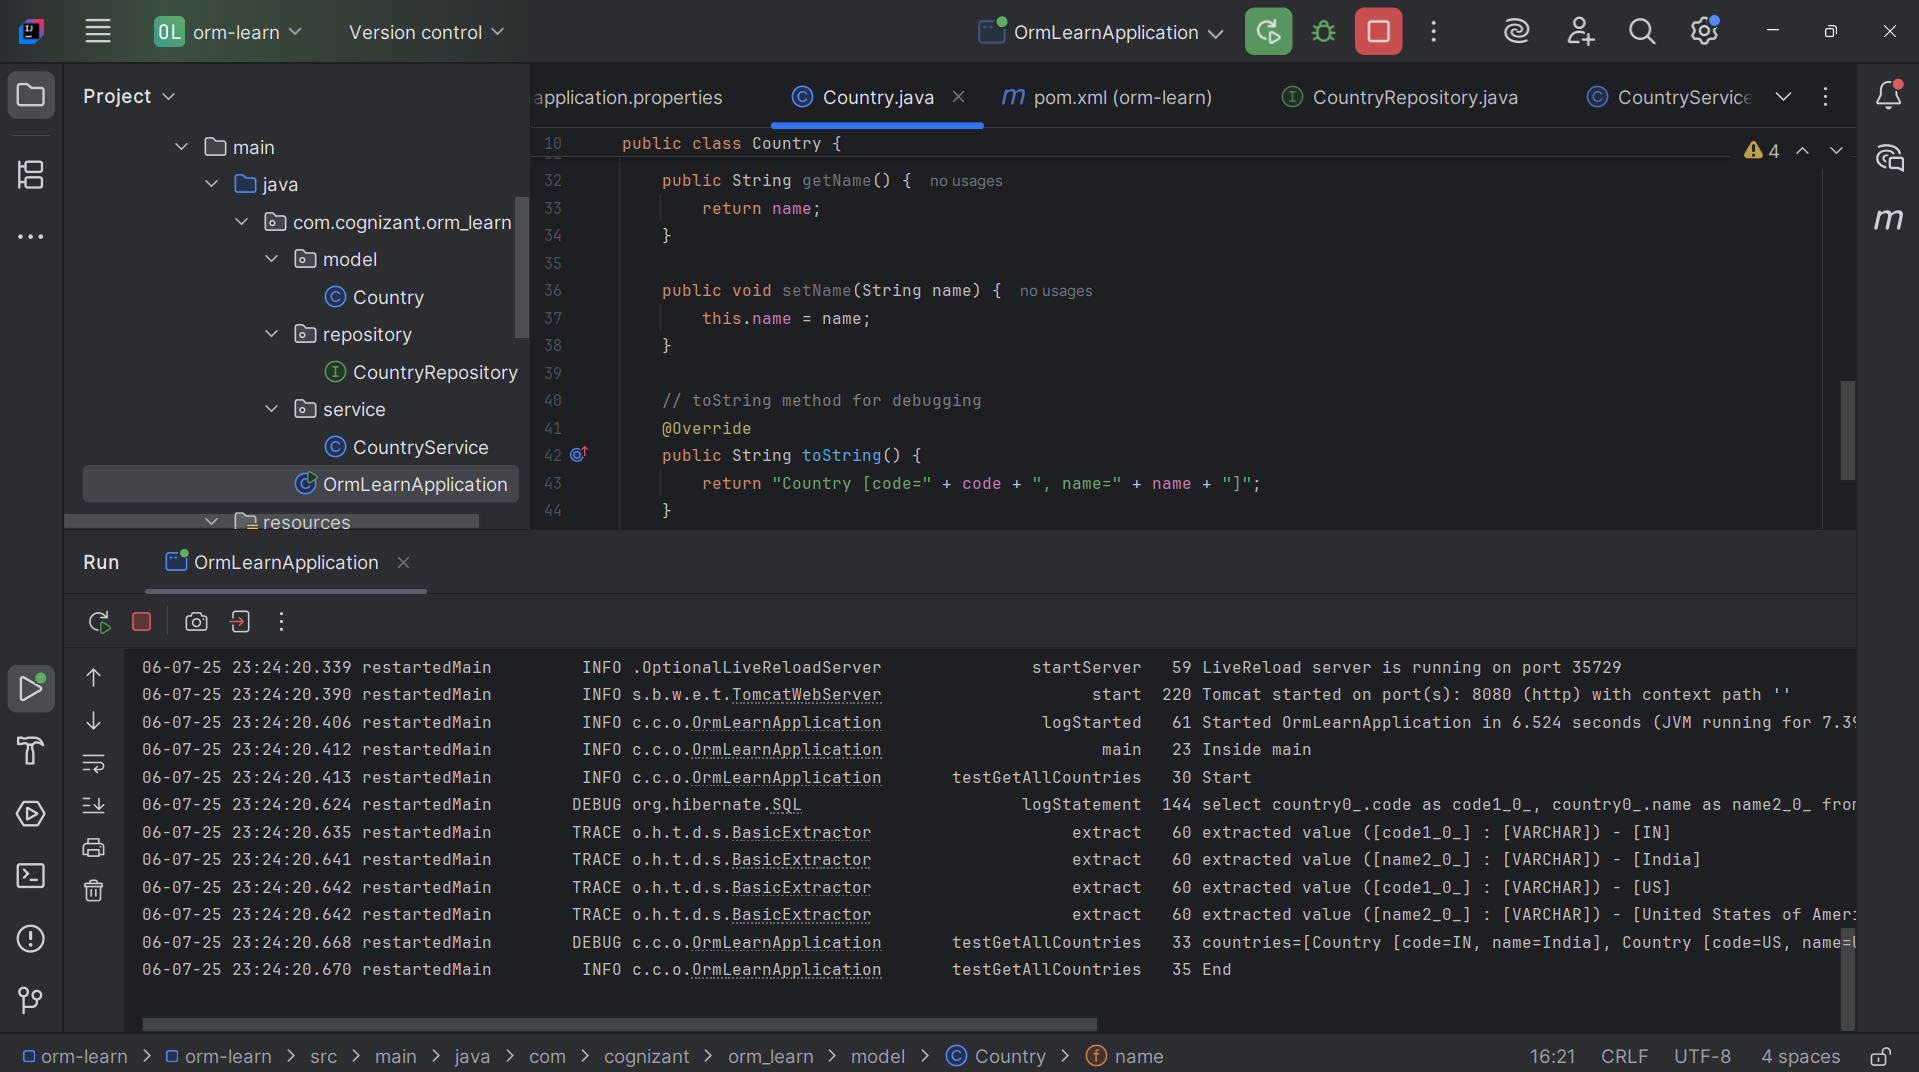 OL orm-learn Version control OrmLearnApplication
Project
application.properties Country.java pom.xml (orm-learn) CountryRepository.java CountryService
main
java
com.cognizant.orm_learn
model
Country
repository
CountryRepository
service
CountryService
OrmLearnApplication
resources
10 public class Country {
4
32 public String getName() { no usages
33 return name;
34 }
35
36 public void setName(String name) { no usages
37 this.name = name;
38 }
39
40 // toString method for debugging
41 @Override
42 public String toString() {
43 return "Country [code=" + code + ", name=" + name + "]";
44 }
Run OrmLearnApplication
06-07-25 23:24:20.339 restartedMain INFO .OptionalLiveReloadServer startServer 59 LiveReload server is running on port 35729
06-07-25 23:24:20.390 restartedMain INFO s.b.w.e.t.TomcatWebServer start 220 Tomcat started on port(s): 8080 (http) with context path ''
06-07-25 23:24:20.406 restartedMain INFO c.c.o.OrmLearnApplication logStarted 61 Started OrmLearnApplication in 6.524 seconds (JVM running for 7.39
06-07-25 23:24:20.412 restartedMain INFO c.c.o.OrmLearnApplication main 23 Inside main
06-07-25 23:24:20.413 restartedMain INFO c.c.o.OrmLearnApplication testGetAllCountries 30 Start
06-07-25 23:24:20.624 restartedMain DEBUG org.hibernate.SQL logStatement 144 select country0_.code as code1_0_, country0_.name as name2_0_ from
06-07-25 23:24:20.635 restartedMain TRACE o.h.t.d.s.BasicExtractor extract 60 extracted value ([code1_0_] : [VARCHAR]) - [IN]
06-07-25 23:24:20.641 restartedMain TRACE o.h.t.d.s.BasicExtractor extract 60 extracted value ([name2_0_] : [VARCHAR]) - [India]
06-07-25 23:24:20.642 restartedMain TRACE o.h.t.d.s.BasicExtractor extract 60 extracted value ([code1_0_] : [VARCHAR]) - [US]
06-07-25 23:24:20.642 restartedMain TRACE o.h.t.d.s.BasicExtractor extract 60 extracted value ([name2_0_] : [VARCHAR]) - [United States of Ameri
06-07-25 23:24:20.668 restartedMain DEBUG c.c.o.OrmLearnApplication testGetAllCountries 33 countries=[Country [code=IN, name=India], Country [code=US, name=U
06-07-25 23:24:20.670 restartedMain INFO c.c.o.OrmLearnApplication testGetAllCountries 35 End
orm-learn > orm-learn > src > main > java > com > cognizant > orm_learn > model > Country > name 16:21 CRLF UTF-8 4 spaces